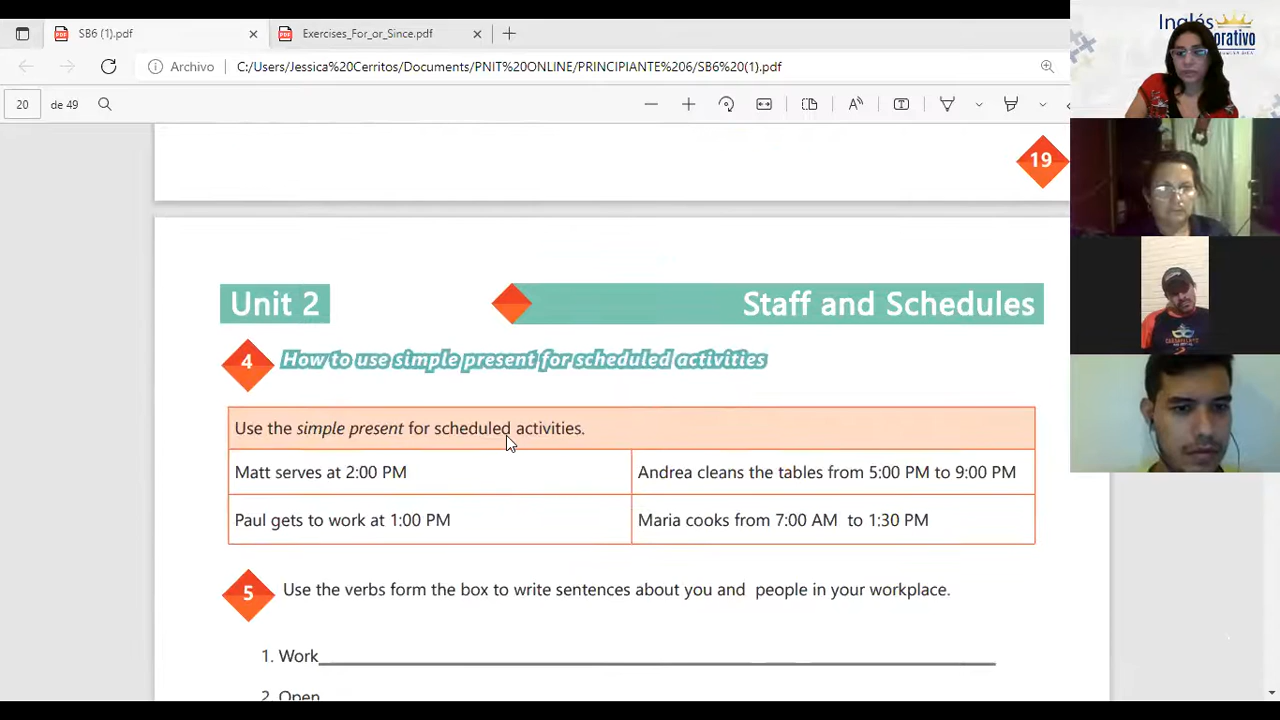 SB6 (1).pdf
Exercises_For_or_Since.pdf
Archivo
C:/Users/Jessica%20Cerritos/Documents/PNIT%20ONLINE/PRINCIPIANTE%206/SB6%20(1).pdf
20
de 49
19
Unit 2
Staff and Schedules
4
How to use simple present for scheduled activities
Use the simple present for scheduled activities.
Matt serves at 2:00 PM
Andrea cleans the tables from 5:00 PM to 9:00 PM
Paul gets to work at 1:00 PM
Maria cooks from 7:00 AM to 1:30 PM
5
Use the verbs form the box to write sentences about you and people in your workplace.
1. Work
2. Open
Inglés